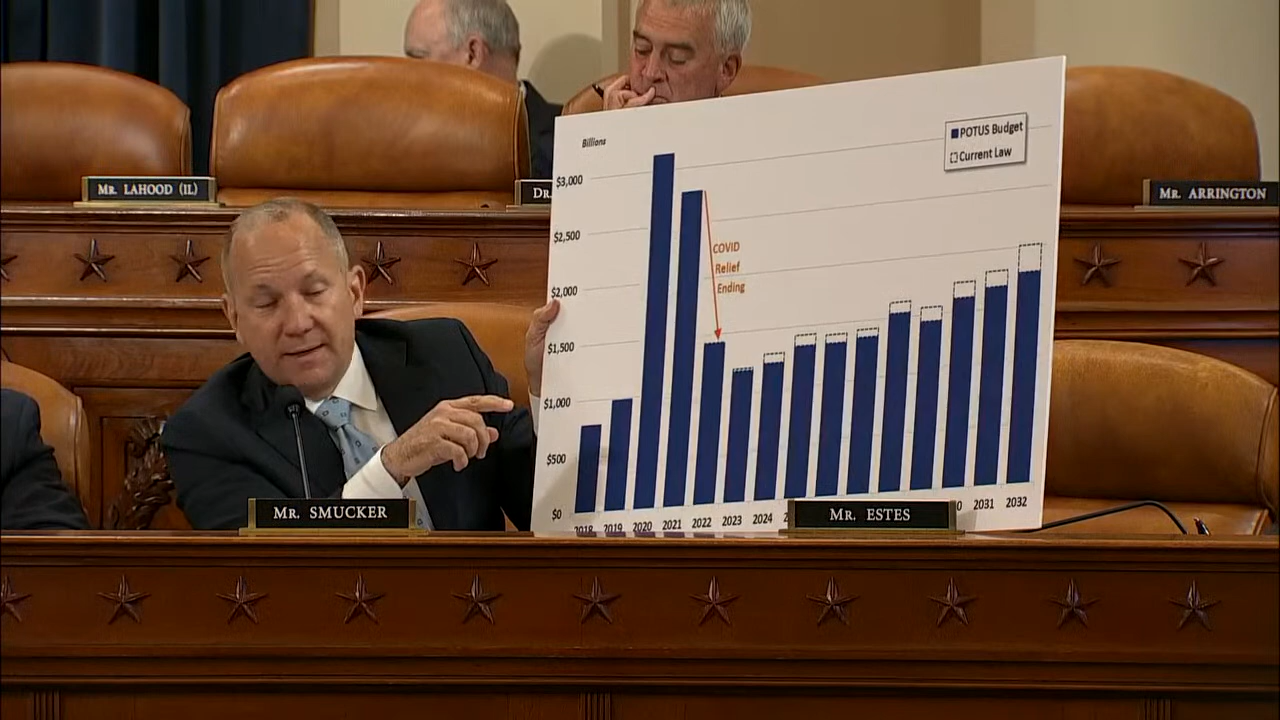 Mr. LAHOOD (IL)
Dr.
Mr. ARRINGTON
Billions
POTUS Budget
Current Law
$3,000
$2,500
$2,000
$1,500
$1,000
$500
$0
COVID
Relief
Ending
2018 2019 2020 2021 2022 2023 2024 2031 2032
Mr. SMUCKER
Mr. ESTES